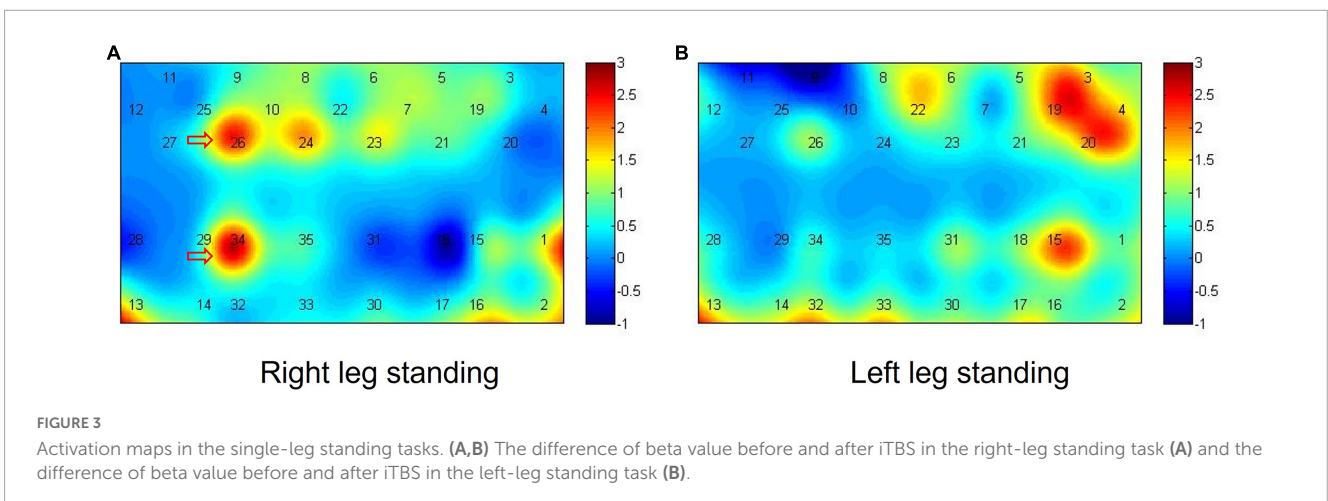 A
11 9 8 6 5 3
12 25 10 22 7 19 4
27 26 24 23 21 20
28 29 34 35 31 18 15 1
13 14 32 33 30 17 16 2
3
2.5
2
1.5
1
0.5
0
-0.5
-1
Right leg standing
B
11 9 8 6 5 3
12 25 10 22 7 19 4
27 26 24 23 21 20
28 29 34 35 31 18 15 1
13 14 32 33 30 17 16 2
3
2.5
2
1.5
1
0.5
0
-0.5
-1
Left leg standing
FIGURE 3
Activation maps in the single-leg standing tasks. (A,B) The difference of beta value before and after iTBS in the right-leg standing task (A) and the
difference of beta value before and after iTBS in the left-leg standing task (B).